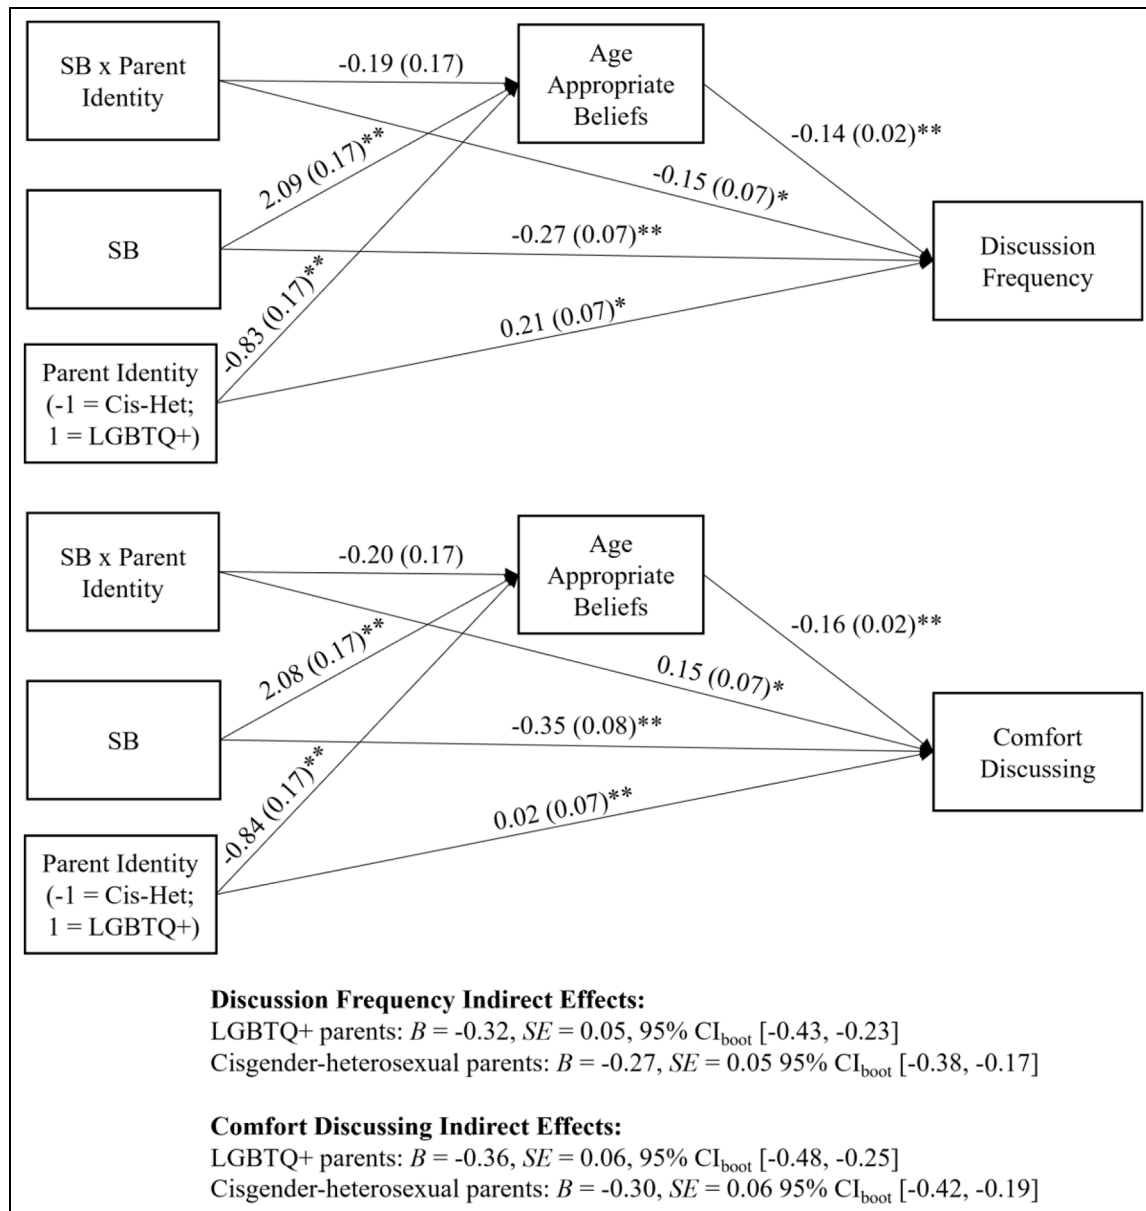 SB x Parent
Identity
-0.19 (0.17)
Age
Appropriate
Beliefs
-0.14 (0.02)**
2.09 (0.17)**
-0.15 (0.07)*
SB
-0.27 (0.07)**
Discussion
Frequency
-0.83 (0.17)**
0.21 (0.07)*
Parent Identity
(-1 = Cis-Het;
1 = LGBTQ+)
SB x Parent
Identity
-0.20 (0.17)
Age
Appropriate
Beliefs
-0.16 (0.02)**
2.08 (0.17)**
0.15 (0.07)*
SB
-0.35 (0.08)**
Comfort
Discussing
-0.84 (0.17)**
0.02 (0.07)**
Parent Identity
(-1 = Cis-Het;
1 = LGBTQ+)
Discussion Frequency Indirect Effects:
LGBTQ+ parents: B = -0.32, SE = 0.05, 95% CIboot [-0.43, -0.23]
Cisgender-heterosexual parents: B = -0.27, SE = 0.05 95% CIboot [-0.38, -0.17]
Comfort Discussing Indirect Effects:
LGBTQ+ parents: B = -0.36, SE = 0.06, 95% CIboot [-0.48, -0.25]
Cisgender-heterosexual parents: B = -0.30, SE = 0.06 95% CIboot [-0.42, -0.19]